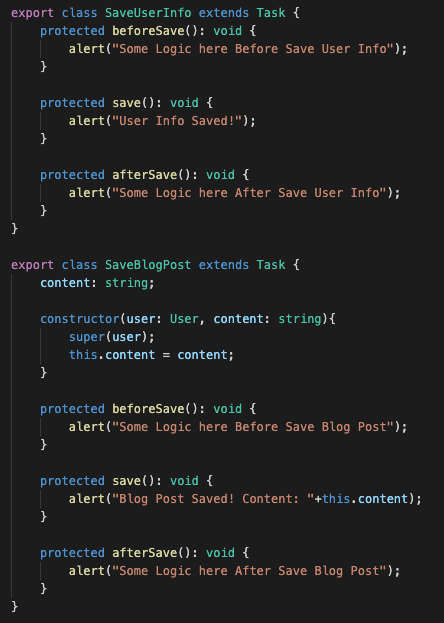 export class SaveUserInfo extends Task {
    protected beforeSave(): void {
        alert("Some Logic here Before Save User Info");
    }

    protected save(): void {
        alert("User Info Saved!");
    }

    protected afterSave(): void {
        alert("Some Logic here After Save User Info");
    }
}

export class SaveBlogPost extends Task {
    content: string;

    constructor(user: User, content: string){
        super(user);
        this.content = content;
    }

    protected beforeSave(): void {
        alert("Some Logic here Before Save Blog Post");
    }

    protected save(): void {
        alert("Blog Post Saved! Content: "+this.content);
    }

    protected afterSave(): void {
        alert("Some Logic here After Save Blog Post");
    }
}